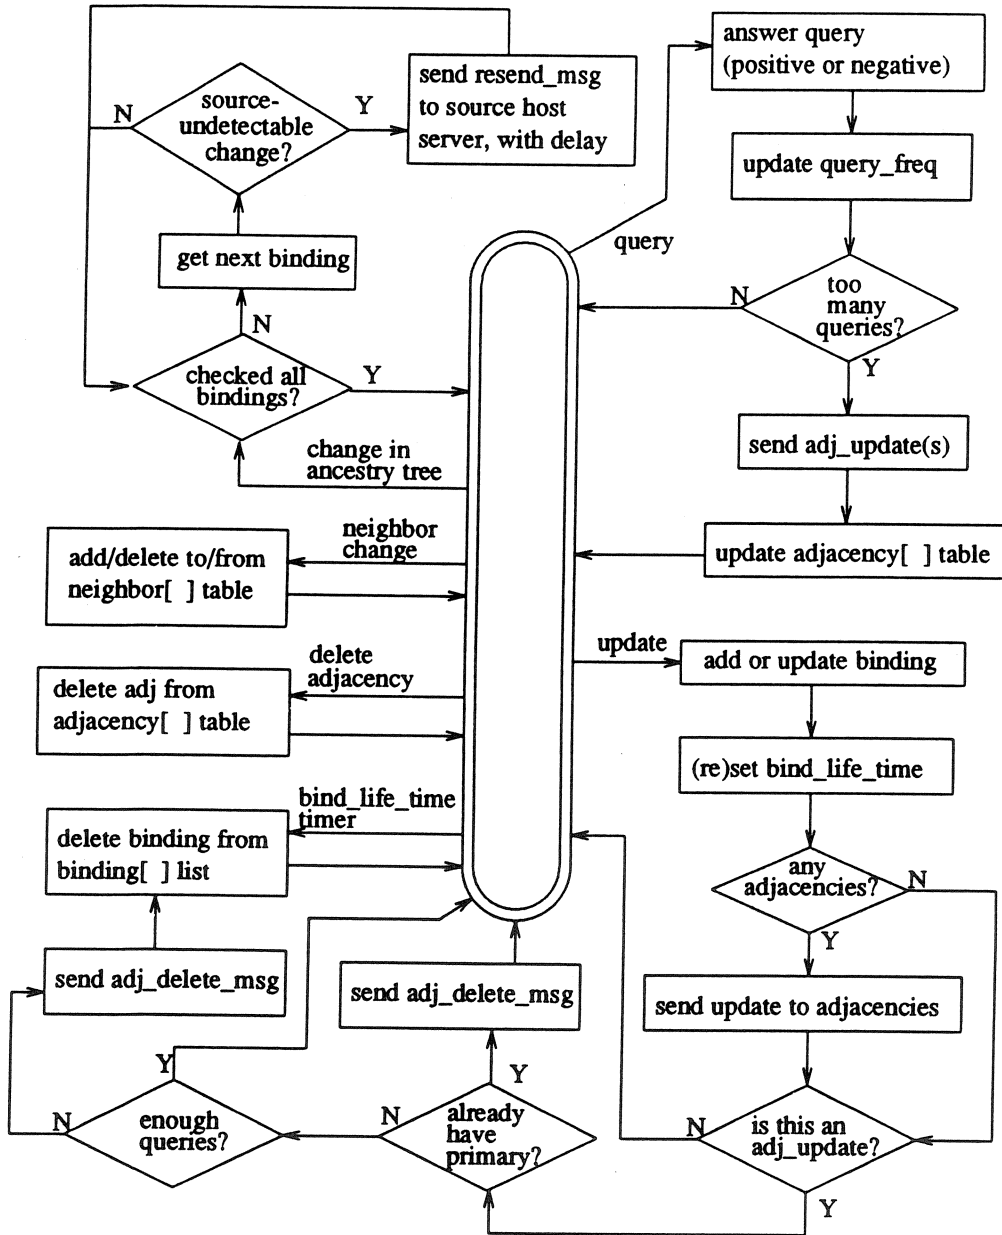 answer query
(positive or negative)
update query_freq
query
N
too
many
queries?
Y
send adj_update(s)
update adjacency[ ] table
send resend_msg
to source host
server, with delay
N
source-
undetectable
change?
Y
get next binding
N
checked all
bindings?
Y
change in
ancestry tree
neighbor
change
add/delete to/from
neighbor[ ] table
delete
adjacency
delete adj from
adjacency[ ] table
bind_life_time
timer
delete binding from
binding[ ] list
update
add or update binding
(re)set bind_life_time
any
adjacencies?
N
Y
send update to adjacencies
is this an
adj_update?
N
Y
send adj_delete_msg
send adj_delete_msg
Y
already
have
primary?
N
Y
enough
queries?
N